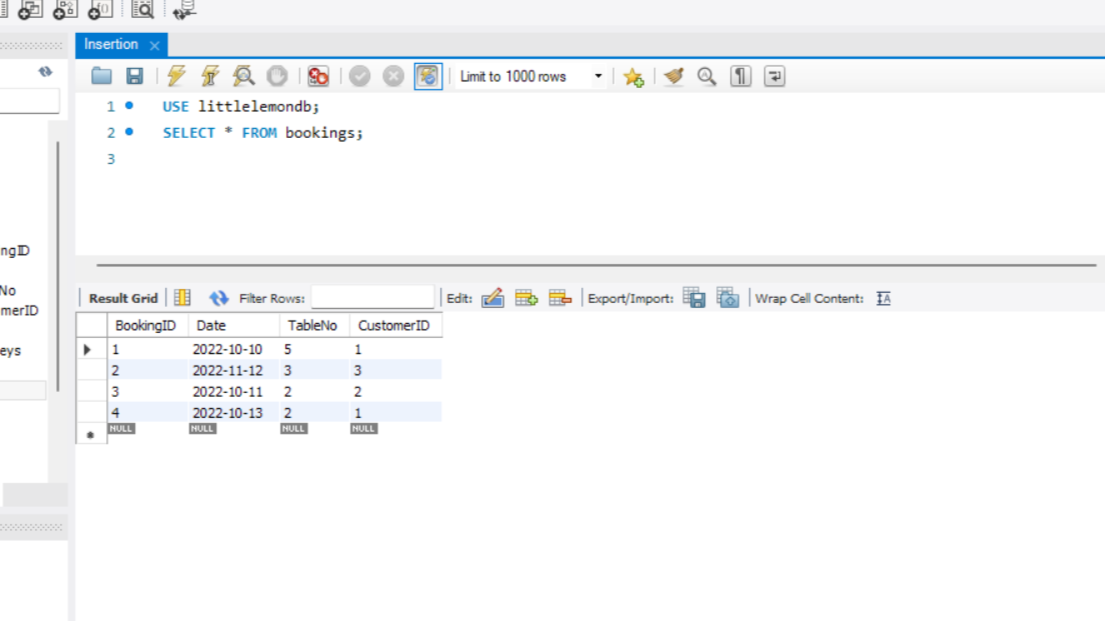 Insertion
Limit to 1000 rows
1 USE littlelemondb;
2 SELECT * FROM bookings;
3
ngID
No
merID
eys
Result Grid Filter Rows: Edit: Export/Import: Wrap Cell Content:
BookingID Date TableNo CustomerID
1 2022-10-10 5 1
2 2022-11-12 3 3
3 2022-10-11 2 2
4 2022-10-13 2 1
NULL NULL NULL NULL